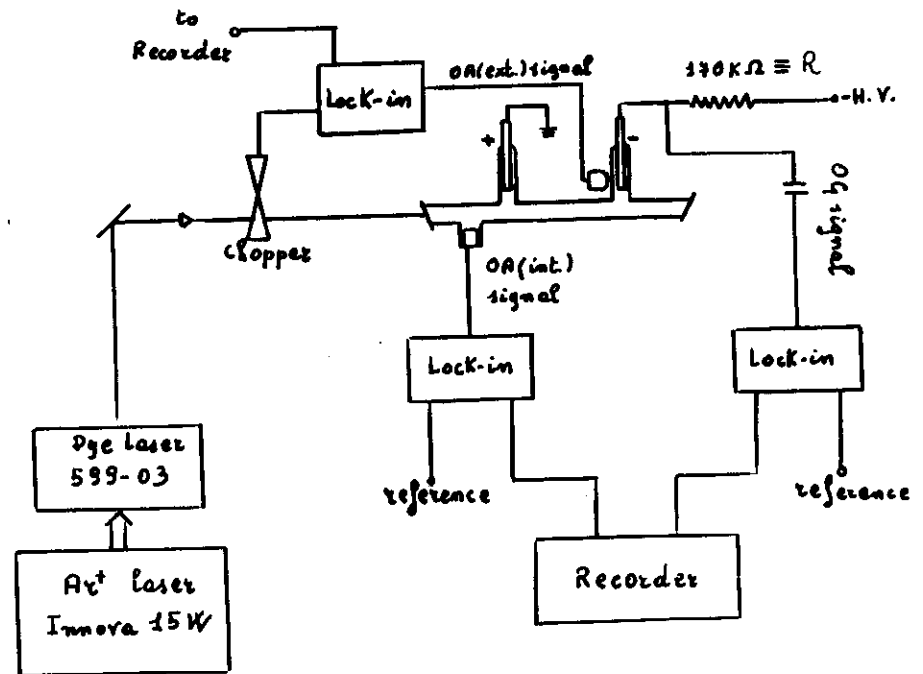 to
Recorder
Lock-in
OA(ext.) signal
170KΩ ≡ R
-H.V.
+
-
OG signal
chopper
OA(int.)
signal
Lock-in
Lock-in
Dye laser
599-03
reference
reference
Ar+ laser
Innova 15W
Recorder